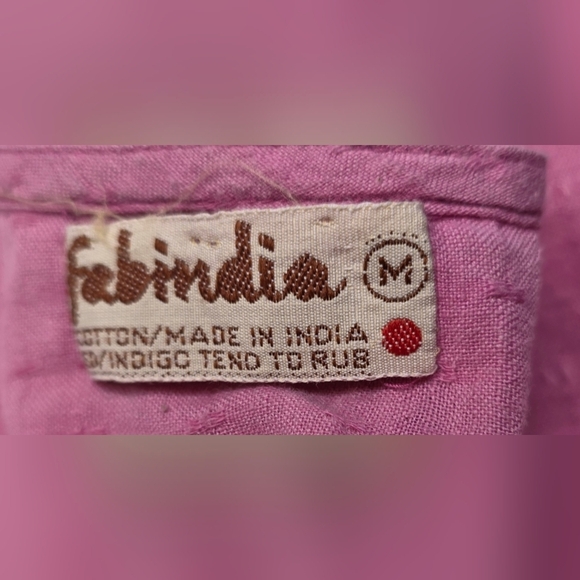 fabindia M
COTTON/MADE IN INDIA
/INDIGO TEND TO RUB